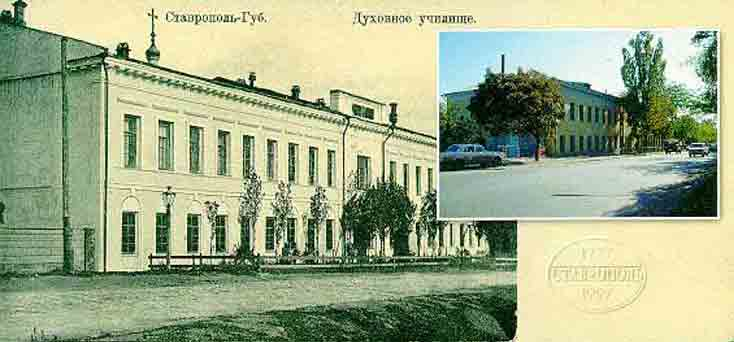 Ставрополь-Губ. Духовное училище.
1777
СТАВРОПОЛЬ
1997